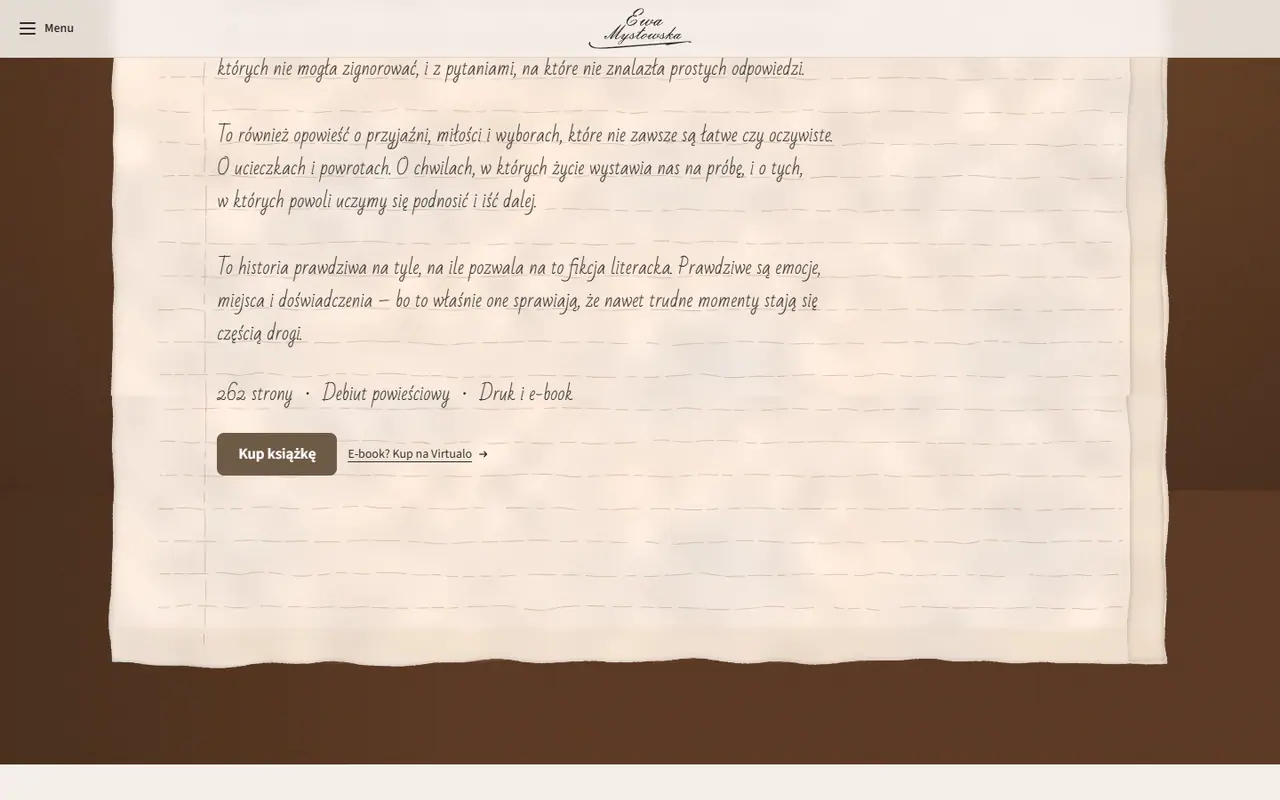 Menu
Ewa
Mysłowska
których nie mogła zignorować, i z pytaniami, na które nie znalazła prostych odpowiedzi.
To również opowieść o przyjaźni, miłości i wyborach, które nie zawsze są łatwe czy oczywiste.
O ucieczkach i powrotach. O chwilach, w których życie wystawia nas na próbę, i o tych,
w których powoli uczymy się podnosić i iść dalej.
To historia prawdziwa na tyle, na ile pozwala na to fikcja literacka. Prawdziwe są emocje,
miejsca i doświadczenia – bo to właśnie one sprawiają, że nawet trudne momenty stają się
częścią drogi.
262 strony · Debiut powieściowy · Druk i e-book
Kup książkę E-book? Kup na Virtualo →